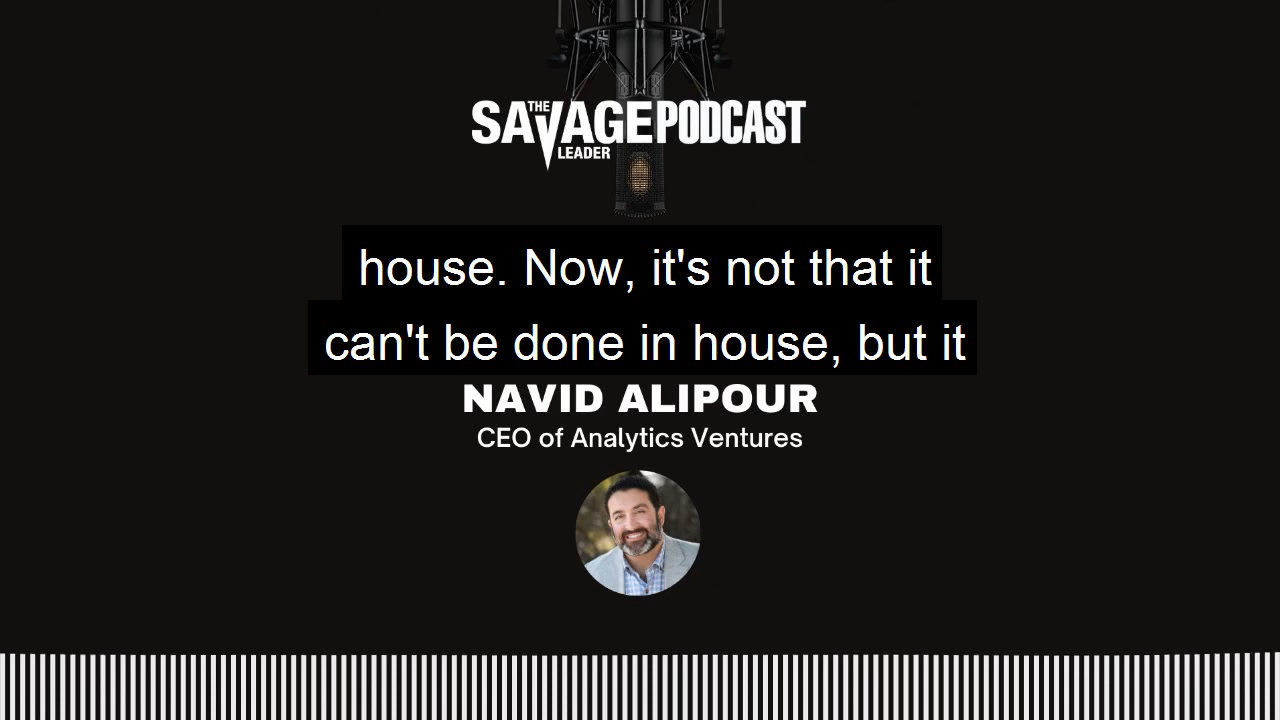 THE
SAVAGE PODCAST
LEADER
house. Now, it's not that it
can't be done in house, but it
NAVID ALIPOUR
CEO of Analytics Ventures